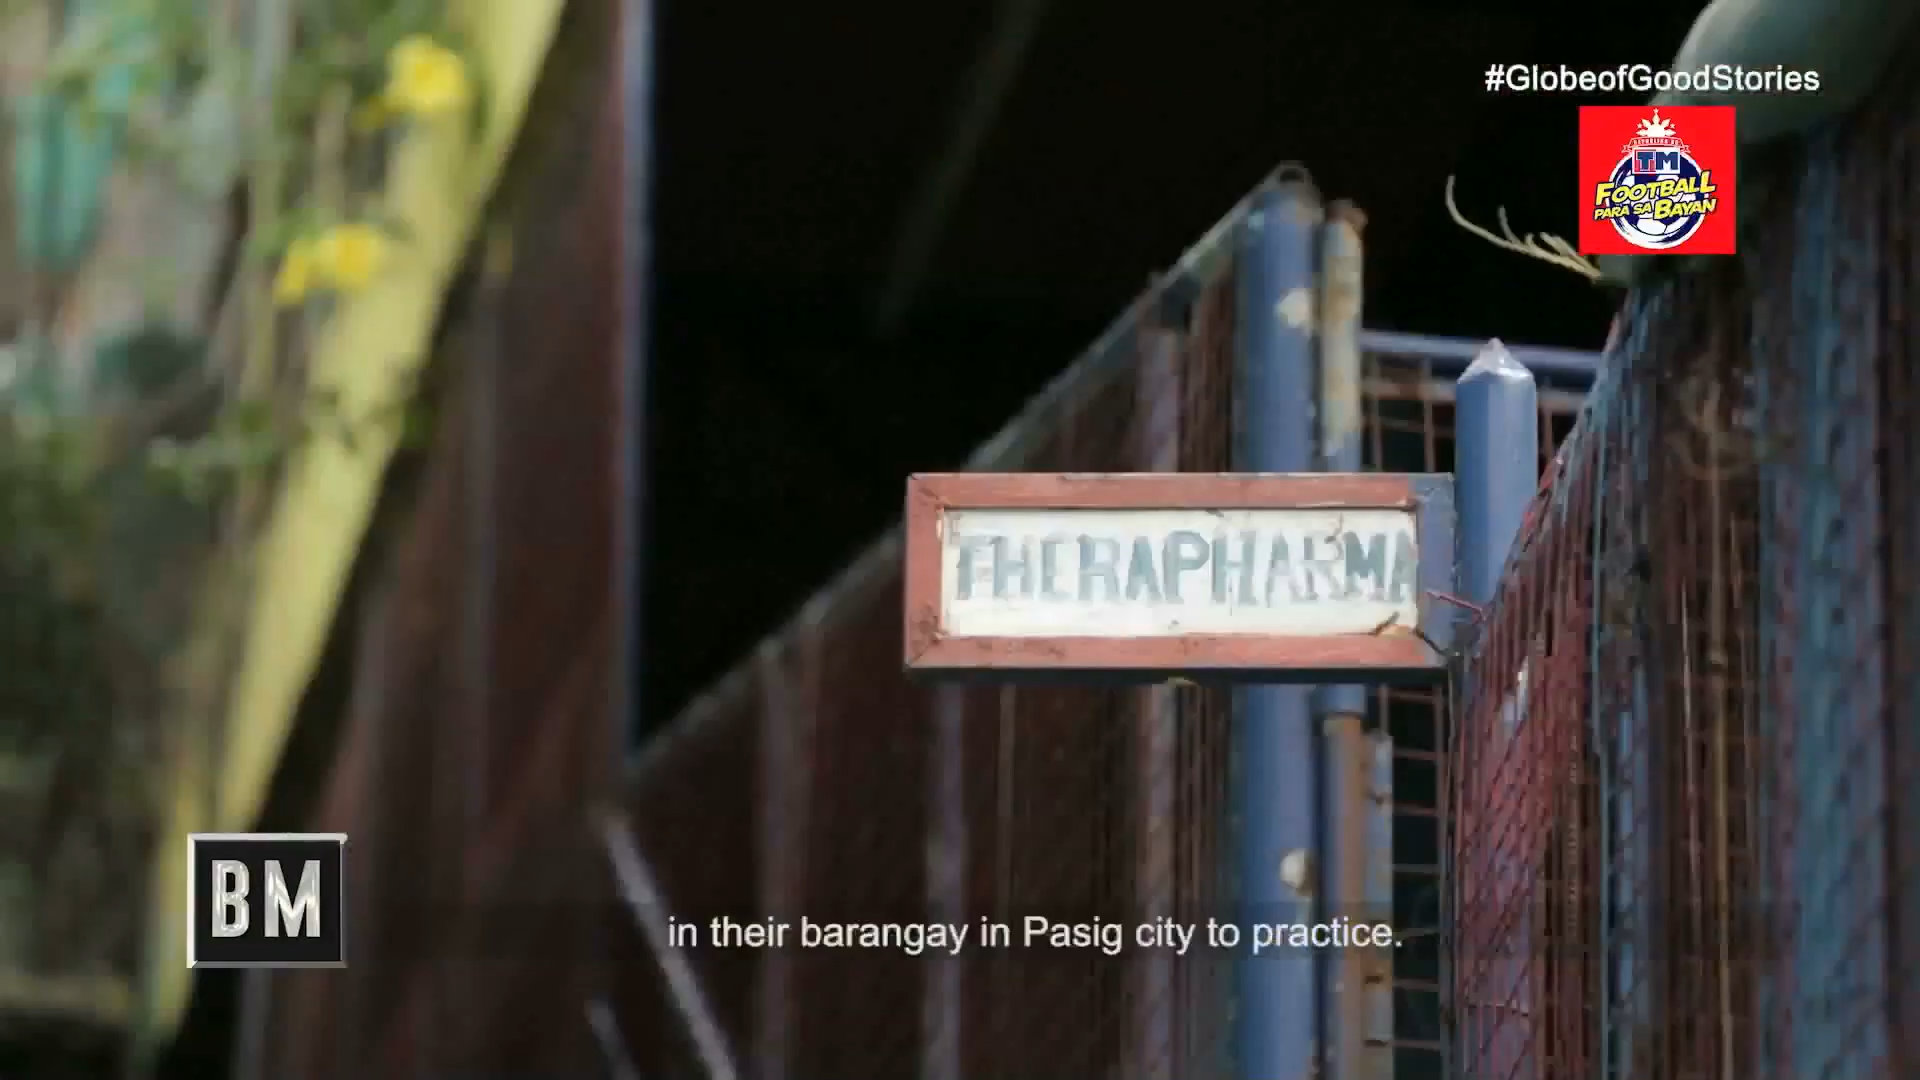 #GlobeofGoodStories
TM
FOOTBALL
PARA SA BAYAN
THERAPHARMA
BM
in their barangay in Pasig city to practice.